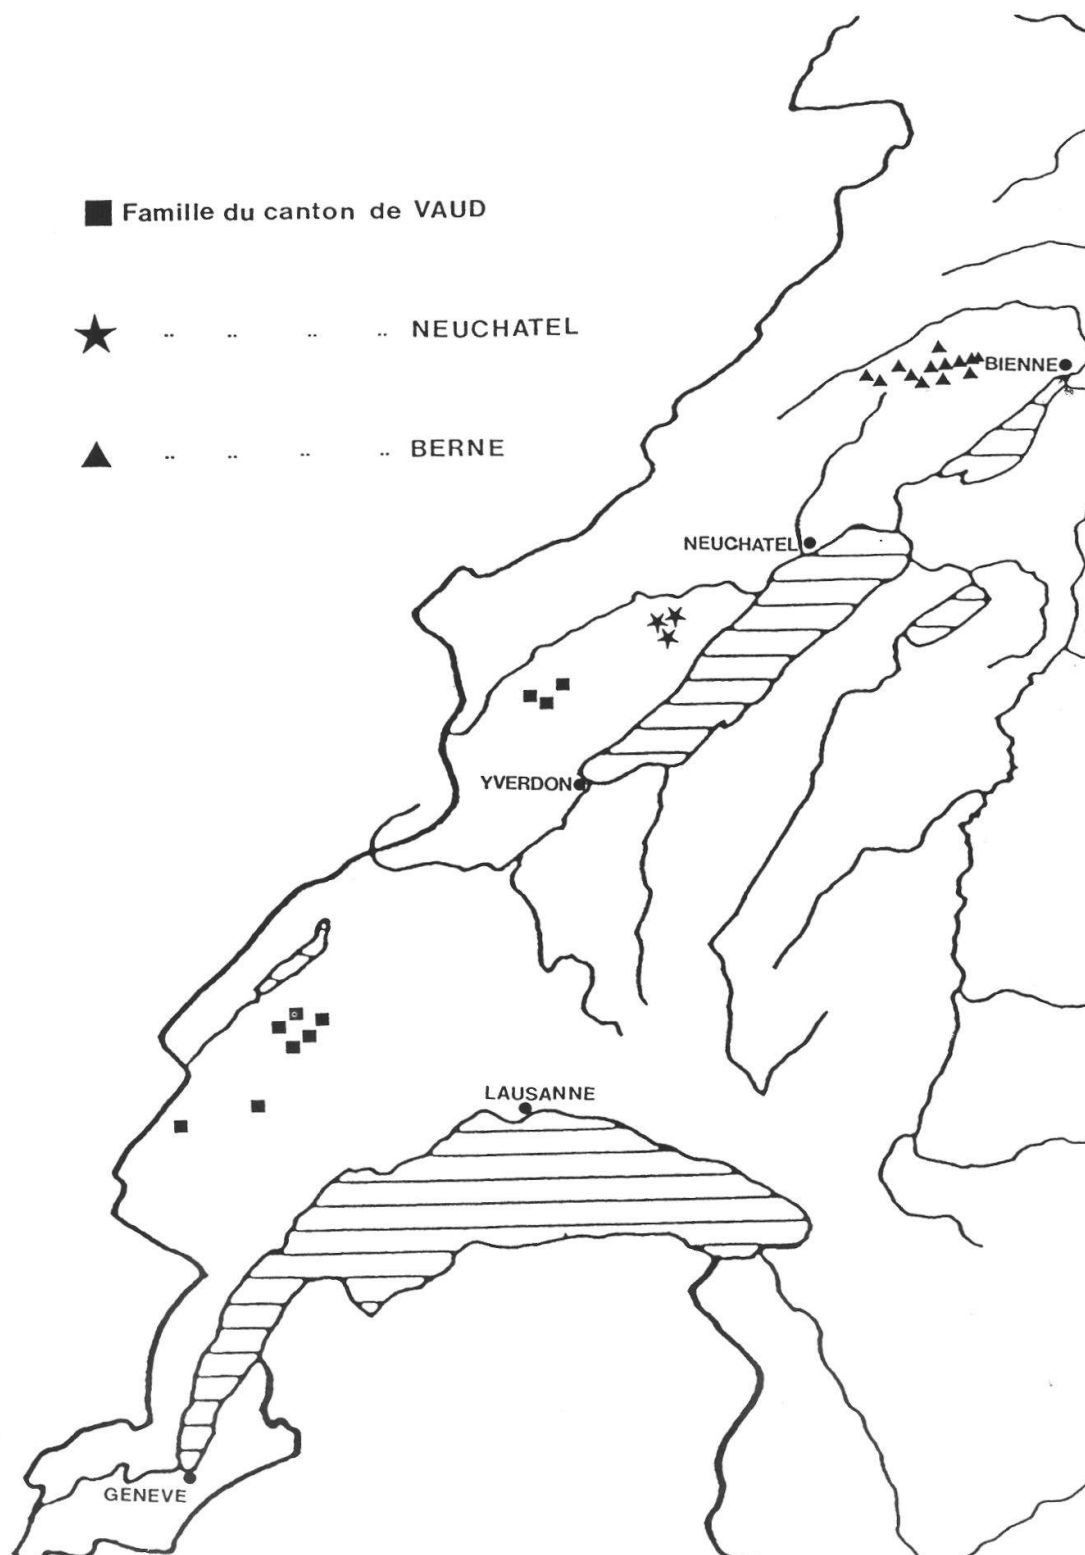 Famille du canton de VAUD
.. .. .. .. NEUCHATEL
.. .. .. .. BERNE
BIENNE
NEUCHATEL
YVERDON
LAUSANNE
GENEVE